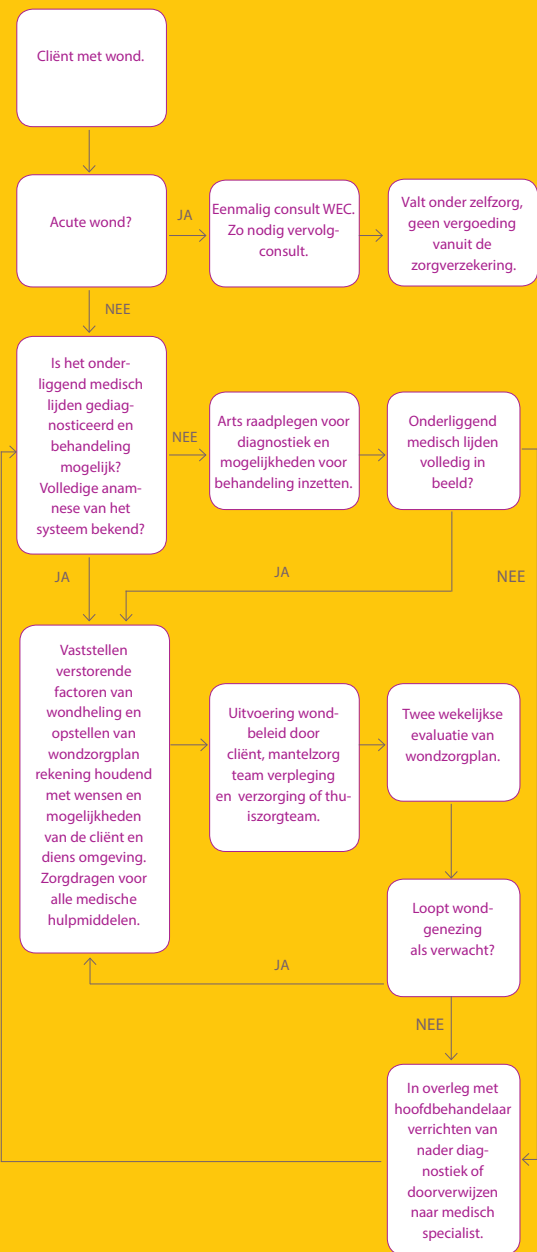 Cliënt met wond.
Acute wond?
JA
Eenmalig consult WEC.
Zo nodig vervolg-
consult.
Valt onder zelfzorg,
geen vergoeding
vanuit de
zorgverzekering.
NEE
Is het onder-
liggend medisch
lijden gediag-
nosticeerd en
behandeling
mogelijk?
Volledige anam-
nese van het
systeem bekend?
NEE
Arts raadplegen voor
diagnostiek en
mogelijkheden voor
behandeling inzetten.
Onderliggend
medisch lijden
volledig in
beeld?
JA
JA
NEE
Vaststellen
verstorende
factoren van
wondheling en
opstellen van
wondzorgplan
rekening houdend
met wensen en
mogelijkheden
van de cliënt en
diens omgeving.
Zorgdragen voor
alle medische
hulpmiddelen.
Uitvoering wond-
beleid door
cliënt, mantelzorg
team verpleging
en verzorging of thu-
iszorgteam.
Twee wekelijkse
evaluatie van
wondzorgplan.
Loopt wond-
genezing
als verwacht?
JA
NEE
In overleg met
hoofdbehandelaar
verrichten van
nader diag-
nostiek of
doorverwijzen
naar medisch
specialist.